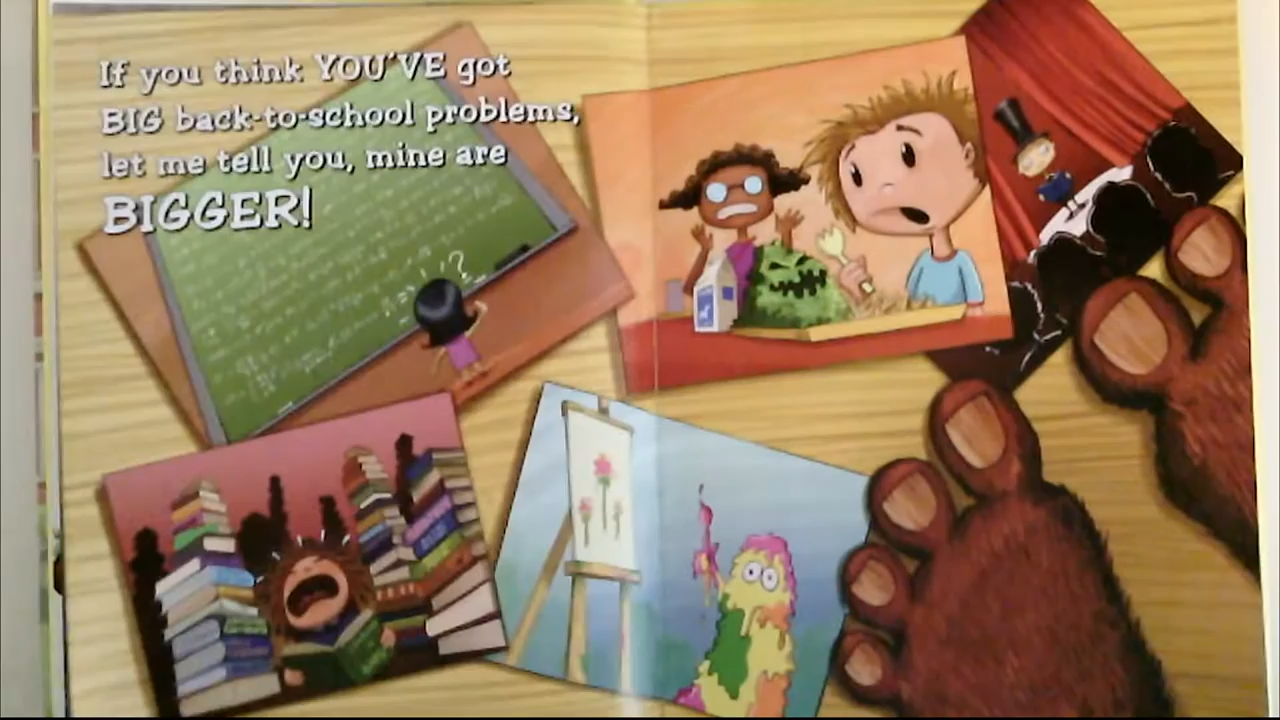 If you think YOU'VE got
BIG back-to-school problems,
let me tell you, mine are
BIGGER!